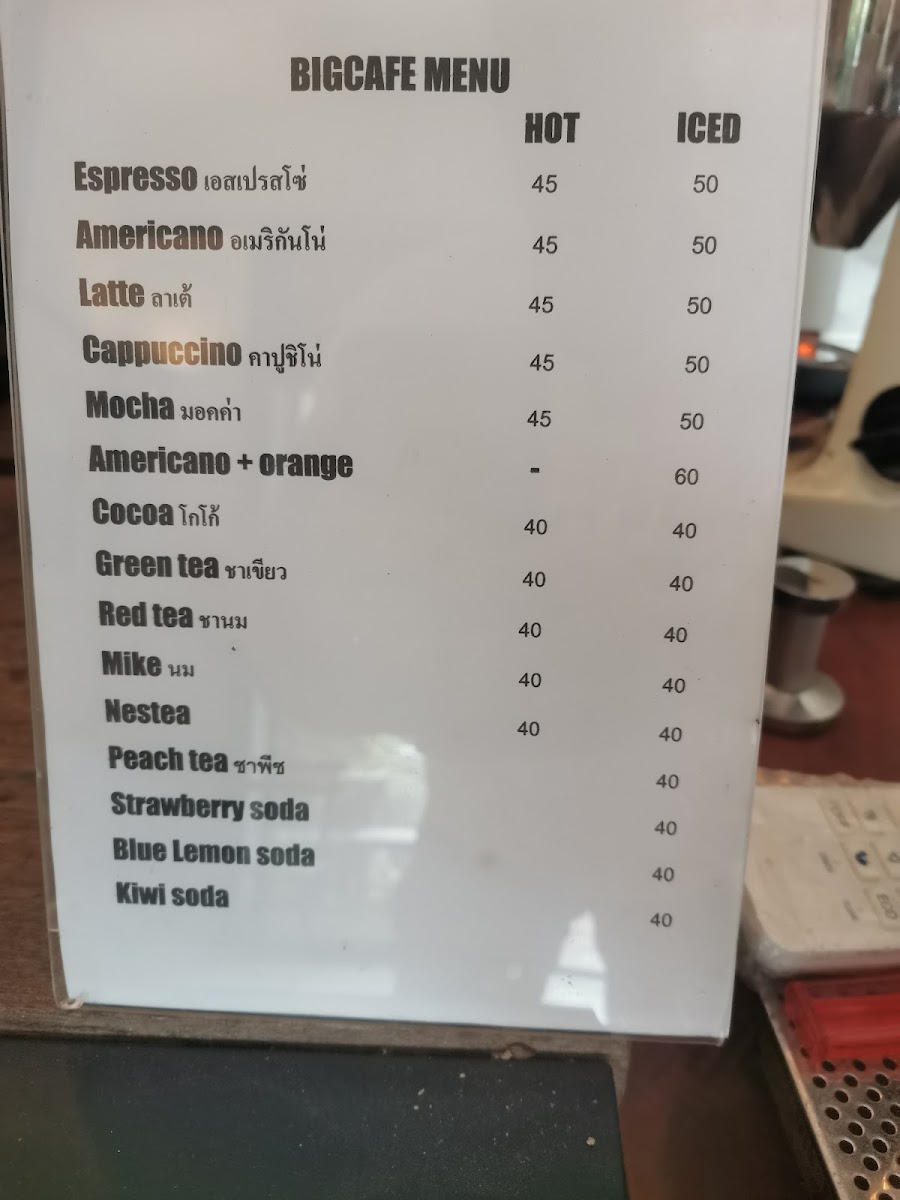 BIGCAFE MENU
HOT ICED
Espresso เอสเปรสโซ่ 45 50
Americano อเมริกันโน่ 45 50
Latte ลาเต้ 45 50
Cappuccino คาปูชิโน่ 45 50
Mocha มอคค่า 45 50
Americano + orange - 60
Cocoa โกโก้ 40 40
Green tea ชาเขียว 40 40
Red tea ชานม 40 40
Mike นม 40 40
Nestea 40 40
Peach tea ชาพีช 40
Strawberry soda 40
Blue Lemon soda 40
Kiwi soda 40